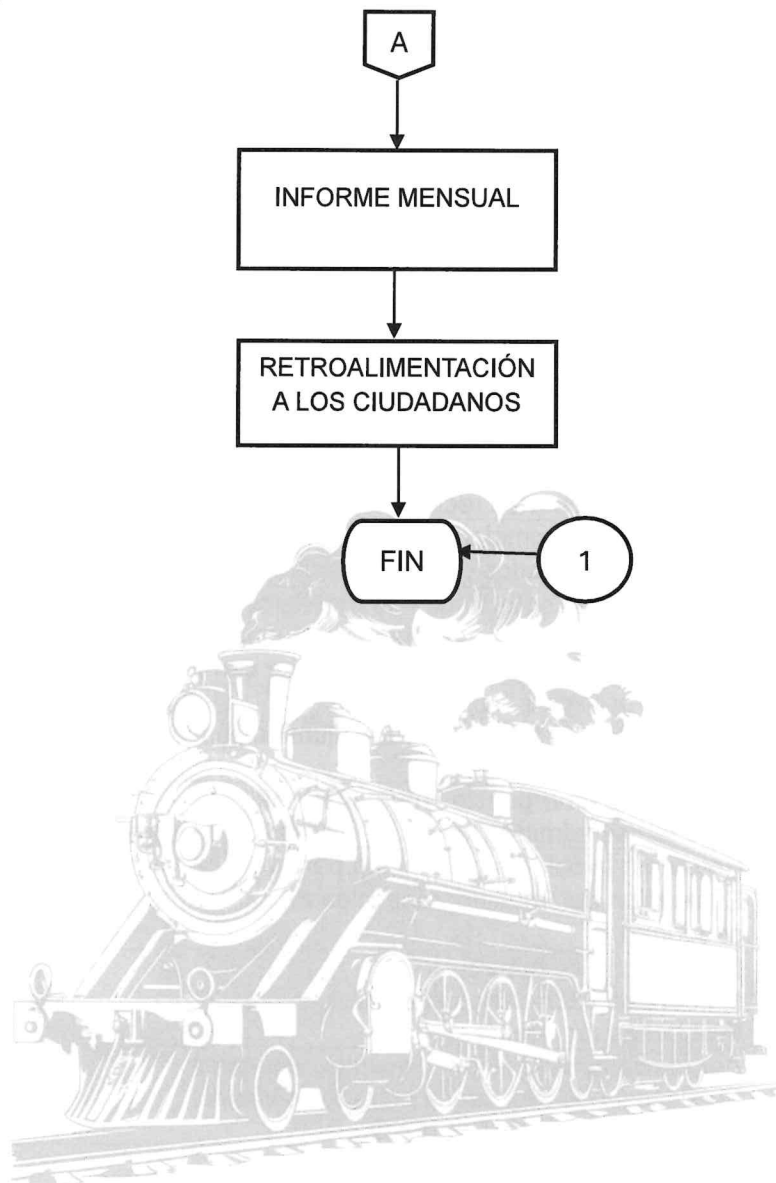 A
INFORME MENSUAL
RETROALIMENTACIÓN
A LOS CIUDADANOS
FIN
1